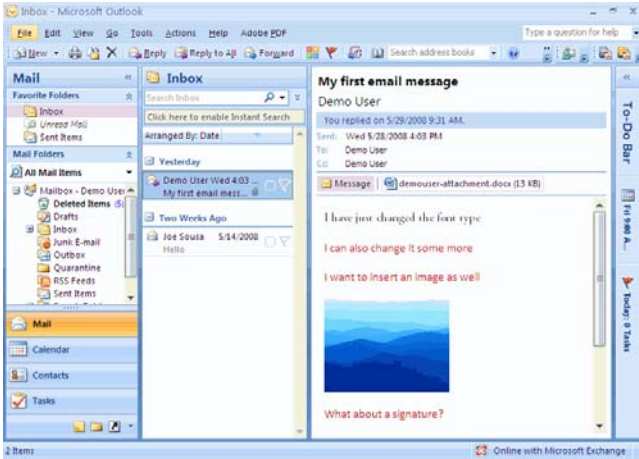 Inbox - Microsoft Outlook
File Edit View Go Tools Actions Help Adobe PDF
Type a question for help
New Reply Reply to All Forward Search address books
Mail
Favorite Folders
Inbox
Unread Mail
Sent Items
Mail Folders
All Mail Items
Mailbox - Demo User
Deleted Items (5)
Drafts
Inbox
Junk E-mail
Outbox
Quarantine
RSS Feeds
Sent Items
Mail
Calendar
Contacts
Tasks
Inbox
Search Inbox
Click here to enable Instant Search
Arranged By: Date
Yesterday
Demo User Wed 4:03 ...
My first email mess...
Two Weeks Ago
Joe Sousa 5/14/2008
Hello
My first email message
Demo User
You replied on 5/29/2008 9:31 AM.
Sent: Wed 5/28/2008 4:03 PM
To: Demo User
Cc: Demo User
Message demouser-attachment.docx (13 KB)
I have just changed the font type
I can also change it some more
I want to insert an image as well
What about a signature?
To-Do Bar
Fri 9:00 A...
Today: 0 Tasks
2 Items
Online with Microsoft Exchange